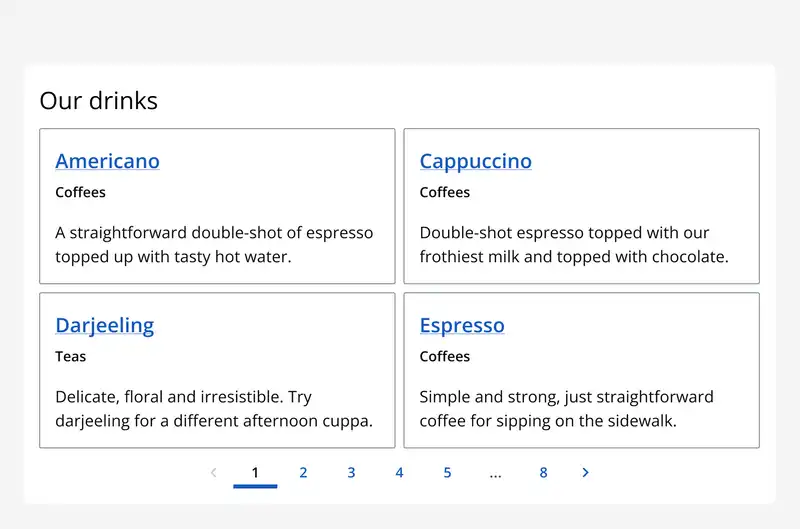 Our drinks
Americano
Coffees
A straightforward double-shot of espresso
topped up with tasty hot water.
Cappuccino
Coffees
Double-shot espresso topped with our
frothiest milk and topped with chocolate.
Darjeeling
Teas
Delicate, floral and irresistible. Try
darjeeling for a different afternoon cuppa.
Espresso
Coffees
Simple and strong, just straightforward
coffee for sipping on the sidewalk.
‹ 1 2 3 4 5 ... 8 ›